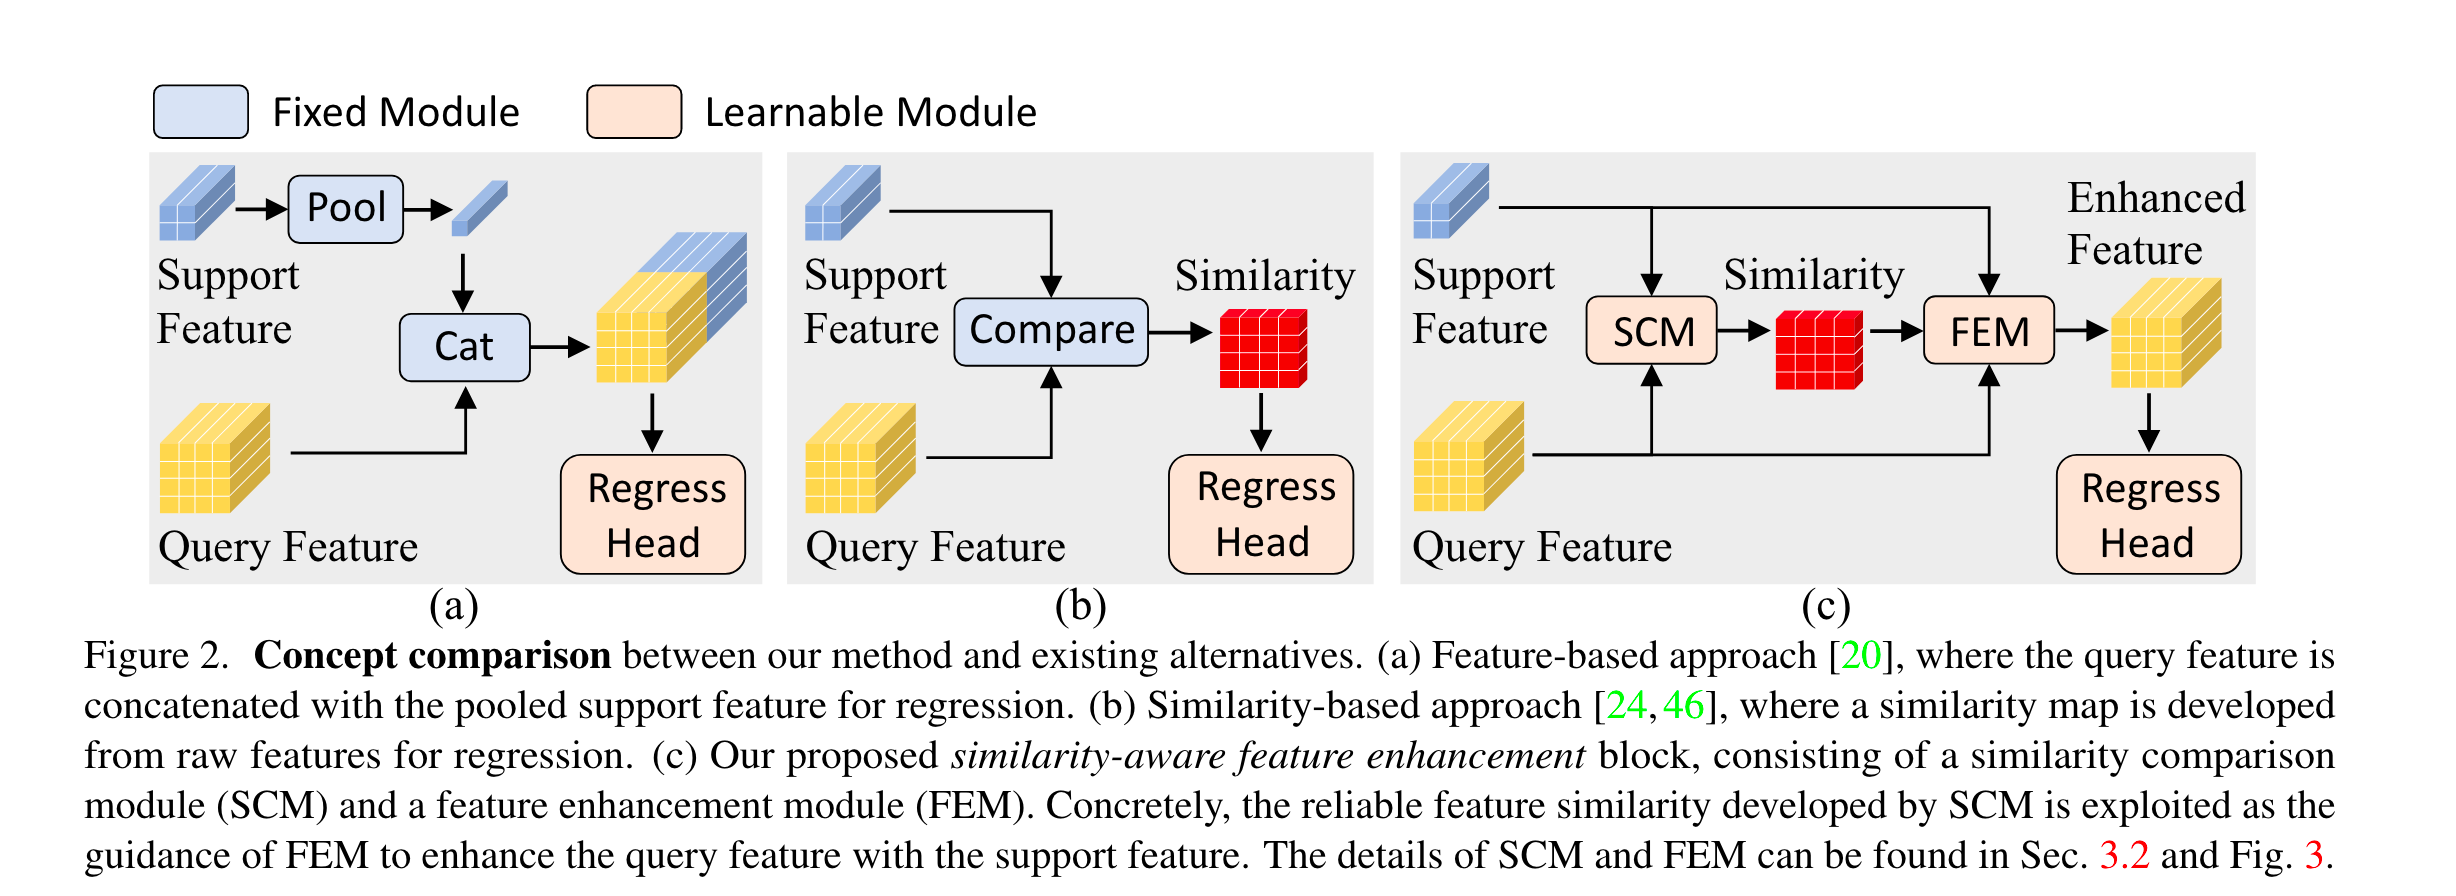 Fixed Module
Learnable Module
Pool
Support
Feature
Cat
Query Feature
Regress
Head
(a)
Support
Feature
Compare
Similarity
Query Feature
Regress
Head
(b)
Support
Feature
SCM
Similarity
FEM
Enhanced
Feature
Query Feature
Regress
Head
(c)
Figure 2. Concept comparison between our method and existing alternatives. (a) Feature-based approach [20], where the query feature is
concatenated with the pooled support feature for regression. (b) Similarity-based approach [24, 46], where a similarity map is developed
from raw features for regression. (c) Our proposed similarity-aware feature enhancement block, consisting of a similarity comparison
module (SCM) and a feature enhancement module (FEM). Concretely, the reliable feature similarity developed by SCM is exploited as the
guidance of FEM to enhance the query feature with the support feature. The details of SCM and FEM can be found in Sec. 3.2 and Fig. 3.